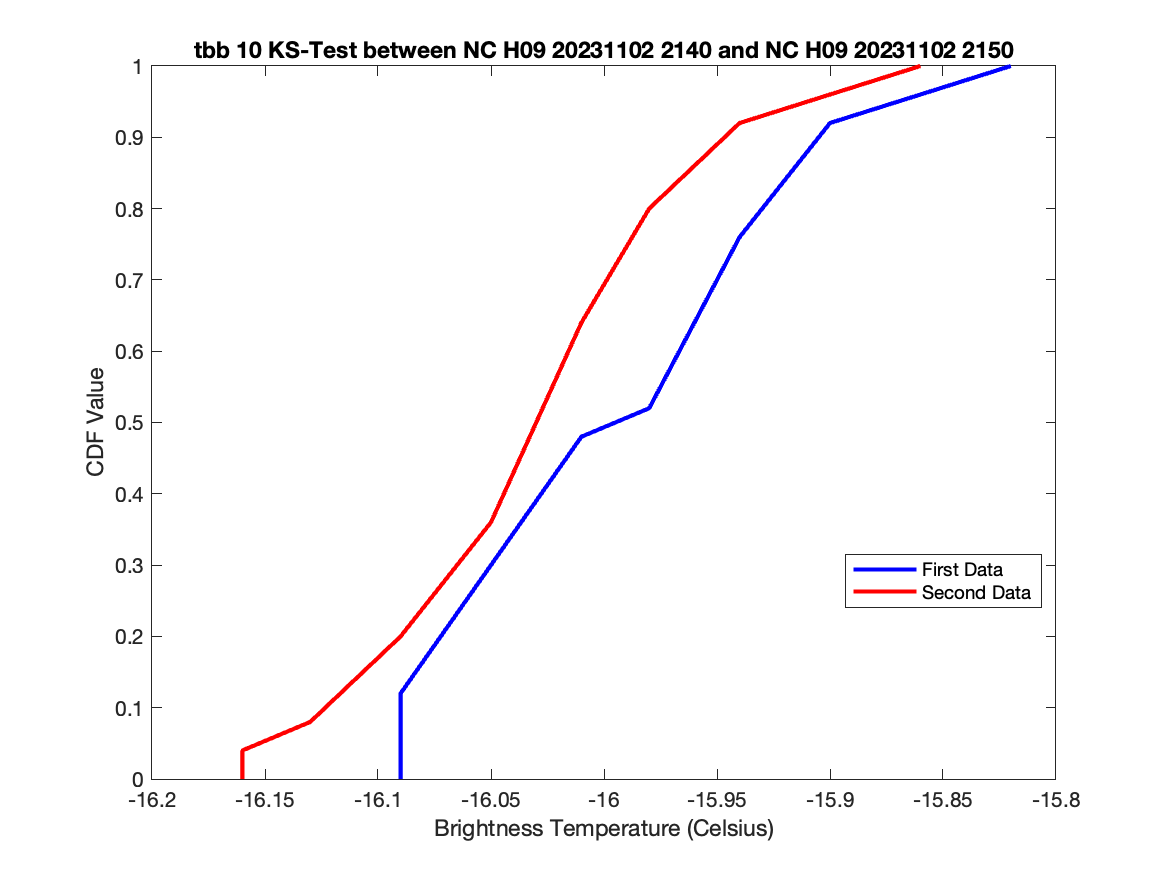 tbb 10 KS-Test between NC H09 20231102 2140 and NC H09 20231102 2150
1
0.9
0.8
0.7
0.6
0.5
0.4
0.3
0.2
0.1
0
CDF Value
First Data
Second Data
-16.2 -16.15 -16.1 -16.05 -16 -15.95 -15.9 -15.85 -15.8
Brightness Temperature (Celsius)